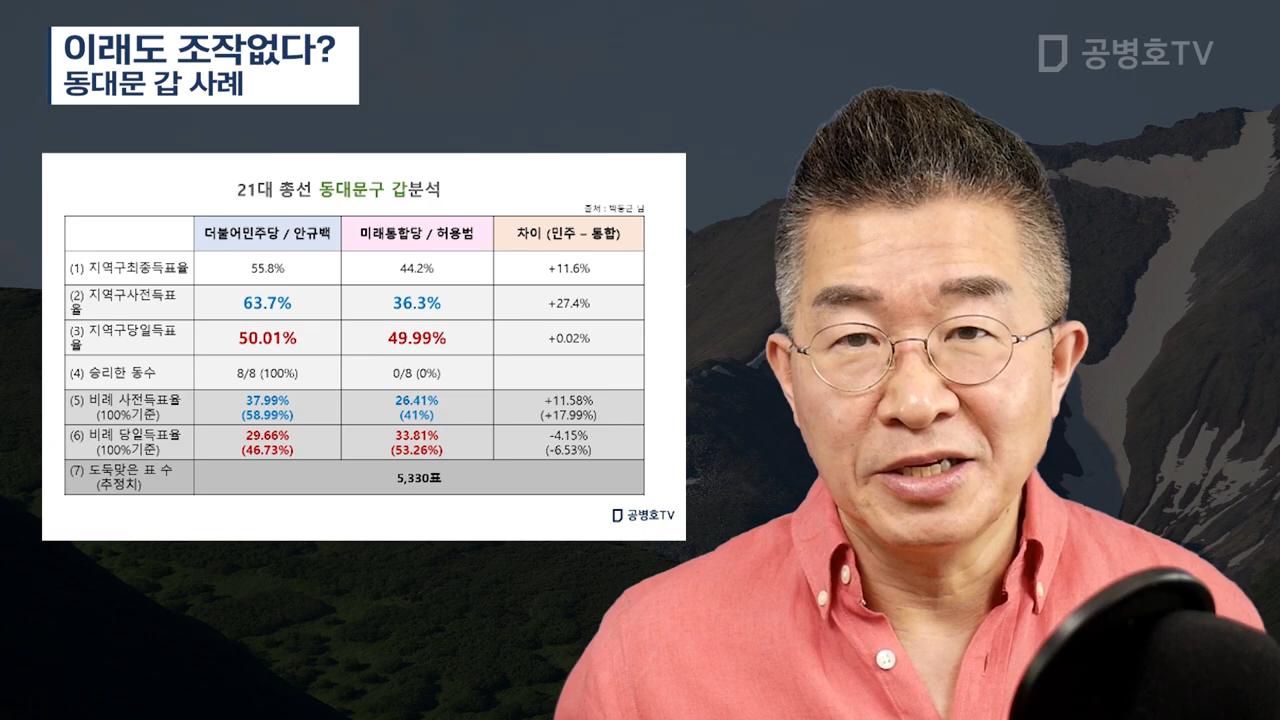 이래도 조작없다?
동대문 갑 사례
공병호TV
21대 총선 동대문구 갑분석
출처 : 박동균 님
더불어민주당 / 안규백 미래통합당 / 허용범 차이 (민주 – 통합)
(1) 지역구최종득표율 55.8% 44.2% +11.6%
(2) 지역구사전득표
율 63.7% 36.3% +27.4%
(3) 지역구당일득표
율 50.01% 49.99% +0.02%
(4) 승리한 동수 8/8 (100%) 0/8 (0%)
(5) 비례 사전득표율 37.99% 26.41% +11.58%
(100%기준) (58.99%) (41%) (+17.99%)
(6) 비례 당일득표율 29.66% 33.81% -4.15%
(100%기준) (46.73%) (53.26%) (-6.53%)
(7) 도둑맞은 표 수
(추정치) 5,330표
공병호TV